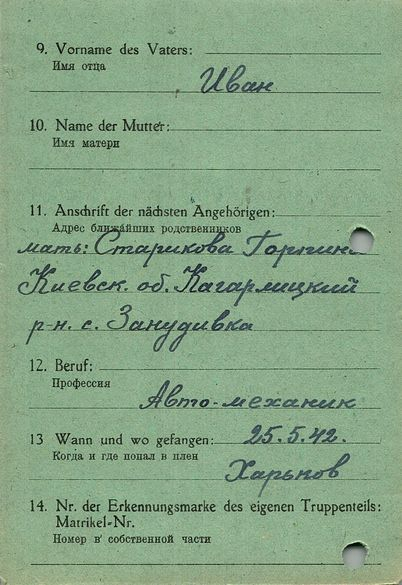 9. Vorname des Vaters:
Имя отца
Иван
10. Name der Mutter:
Имя матери
11. Anschrift der nächsten Angehörigen:
Адрес ближайших родственников
мать: Старикова Горпина
Киевск. об. Кагарлицкий
р-н. с. Занудивка
12. Beruf:
Профессия
Авто-механик
13 Wann und wo gefangen: 25.5.42.
Когда и где попал в плен
Харьков
14. Nr. der Erkennungsmarke des eigenen Truppenteils:
Matrikel-Nr.
Номер в собственной части